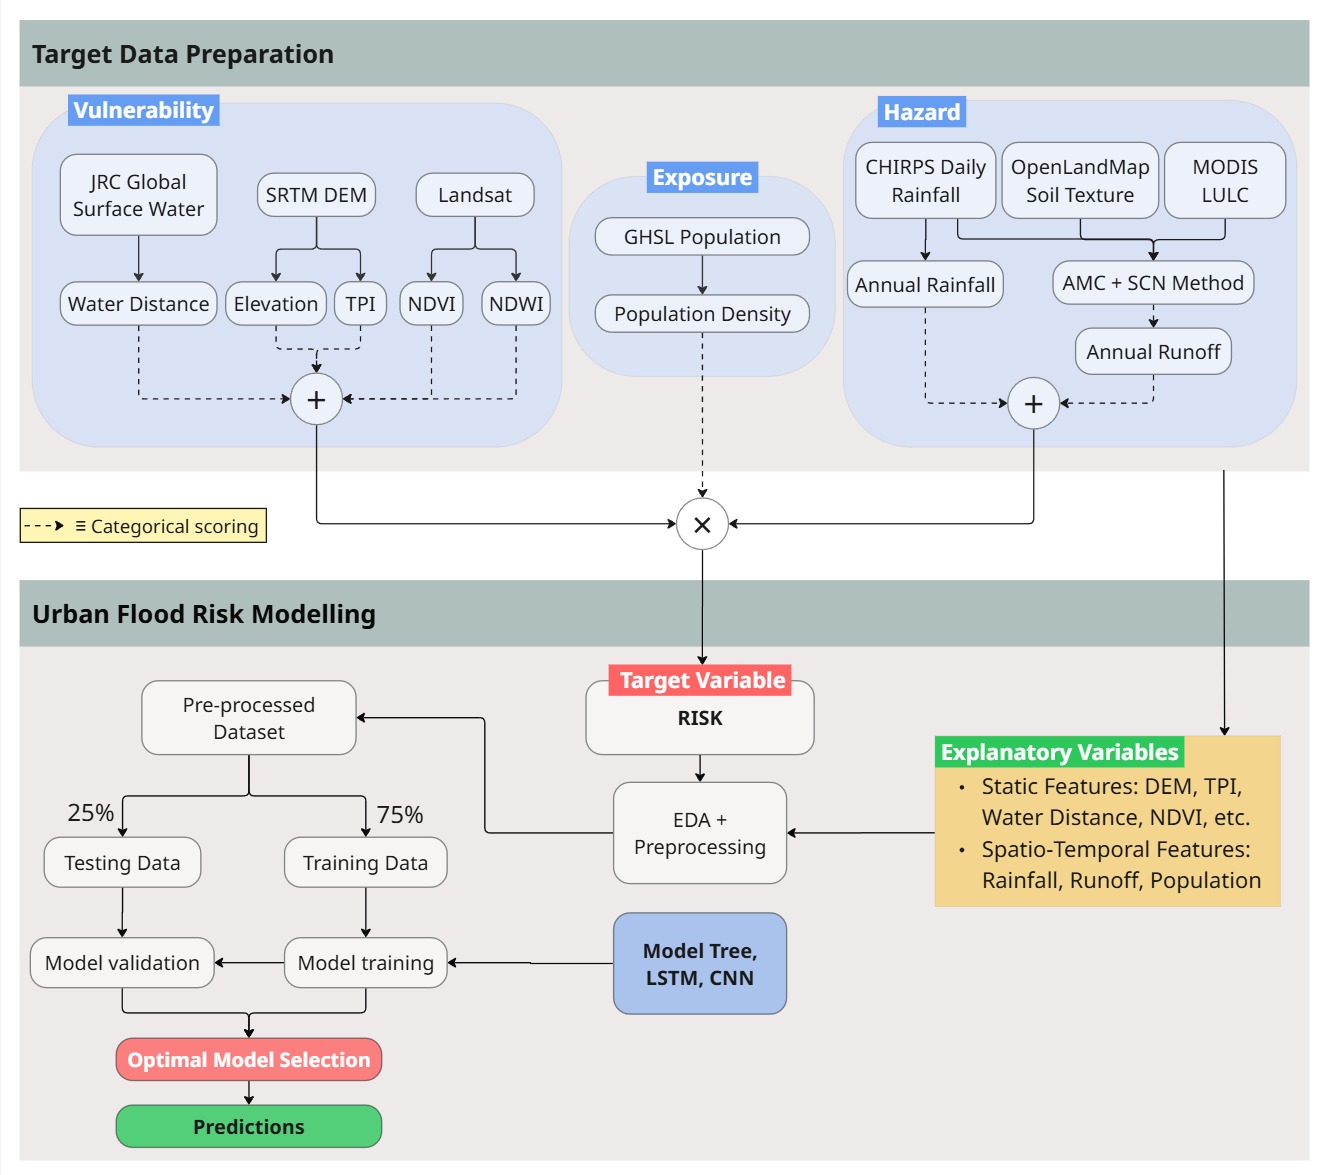 Target Data Preparation
Vulnerability
JRC Global
Surface Water
SRTM DEM
Landsat
Water Distance
Elevation
TPI
NDVI
NDWI
+
Exposure
GHSL Population
Population Density
Hazard
CHIRPS Daily
Rainfall
OpenLandMap
Soil Texture
MODIS
LULC
Annual Rainfall
AMC + SCN Method
Annual Runoff
+
×
≡ Categorical scoring
Urban Flood Risk Modelling
Target Variable
RISK
EDA +
Preprocessing
Explanatory Variables
• Static Features: DEM, TPI,
Water Distance, NDVI, etc.
• Spatio-Temporal Features:
Rainfall, Runoff, Population
Pre-processed
Dataset
25%
75%
Testing Data
Training Data
Model validation
Model training
Model Tree,
LSTM, CNN
Optimal Model Selection
Predictions